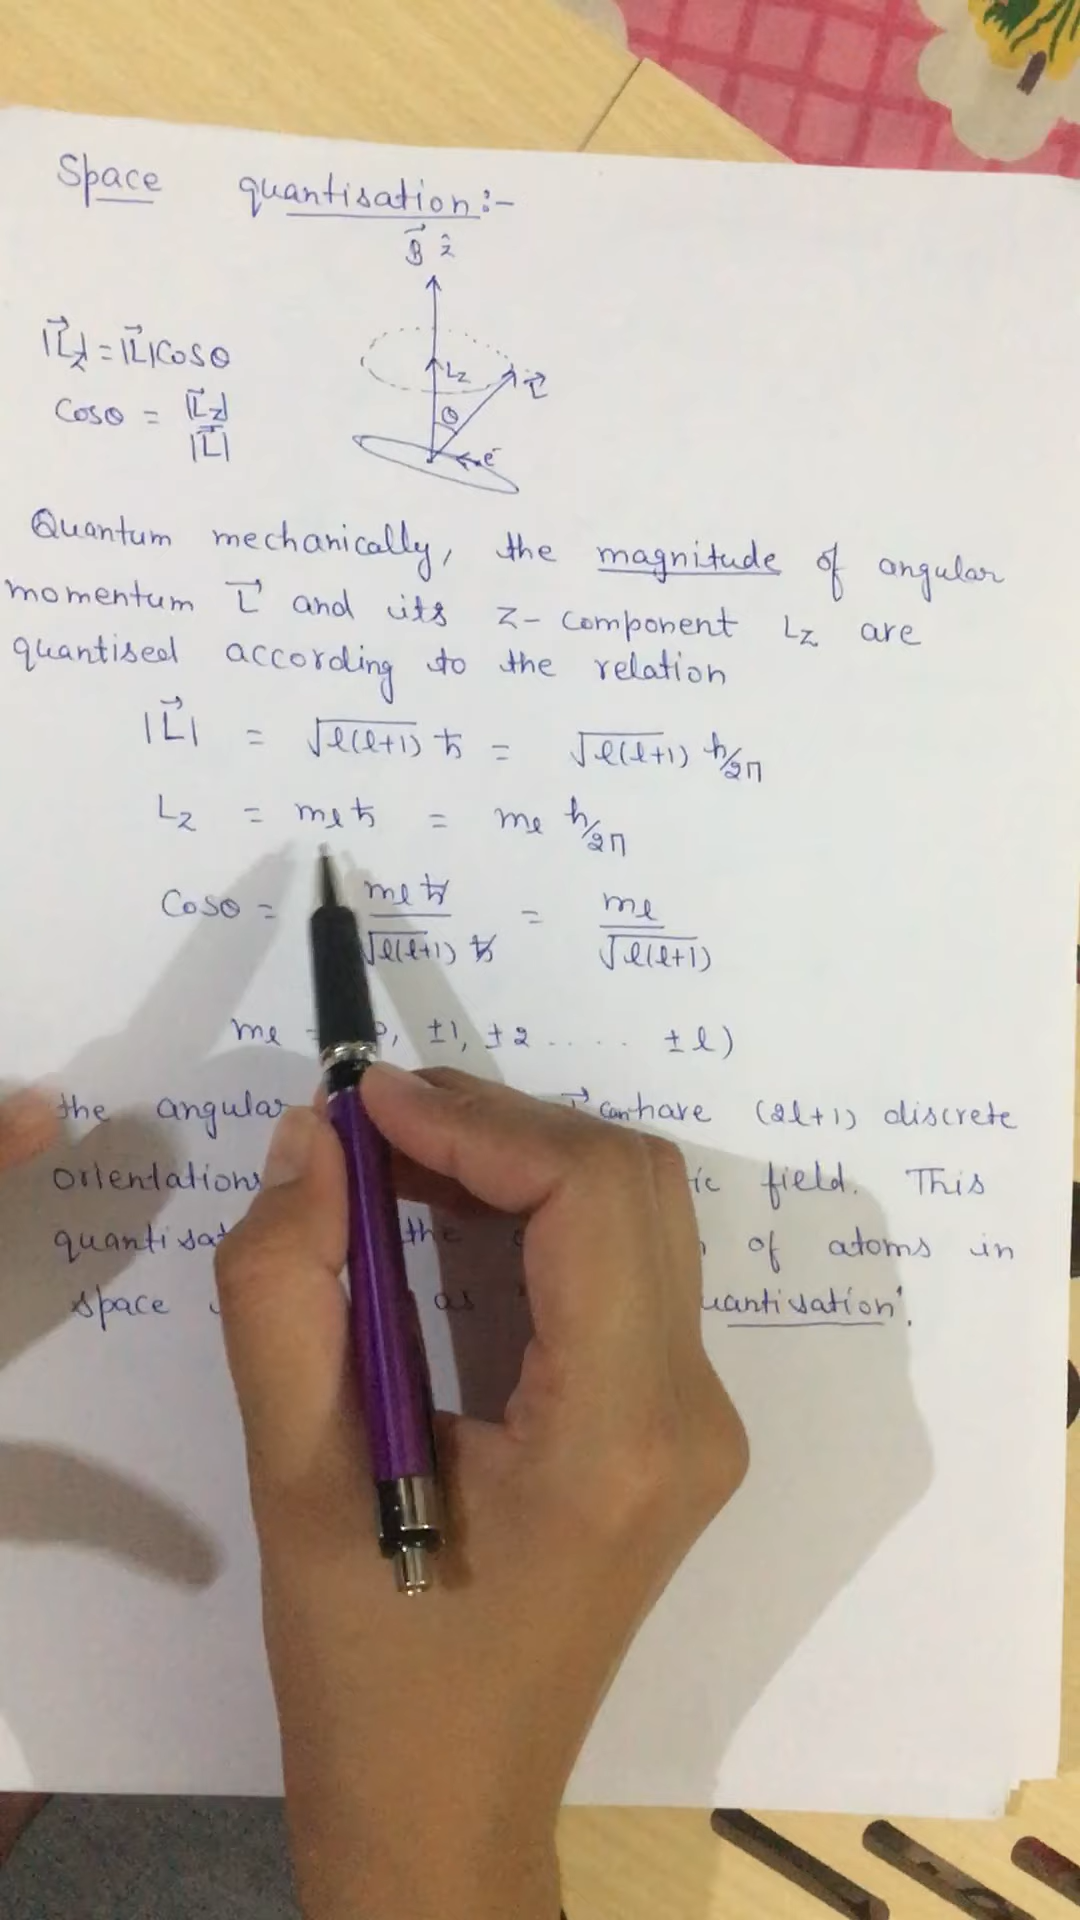 Space quantisation:-
B⃗ ẑ
|L⃗z| = |L⃗|Cosθ
Lz
L⃗
Cosθ = |L⃗z| / |L⃗|
θ
e⁻
Quantum mechanically, the magnitude of angular
momentum L⃗ and its z-component Lz are
quantised according to the relation
|L⃗| = √l(l+1) ħ = √l(l+1) ħ/2π
Lz = mlħ = ml ħ/2π
Cosθ = mlħ / √l(l+1) ħ = ml / √l(l+1)
ml , ±1, ±2 ..... ±l)
the angular can have (2l+1) discrete
orientations field. This
the of atoms in
space as